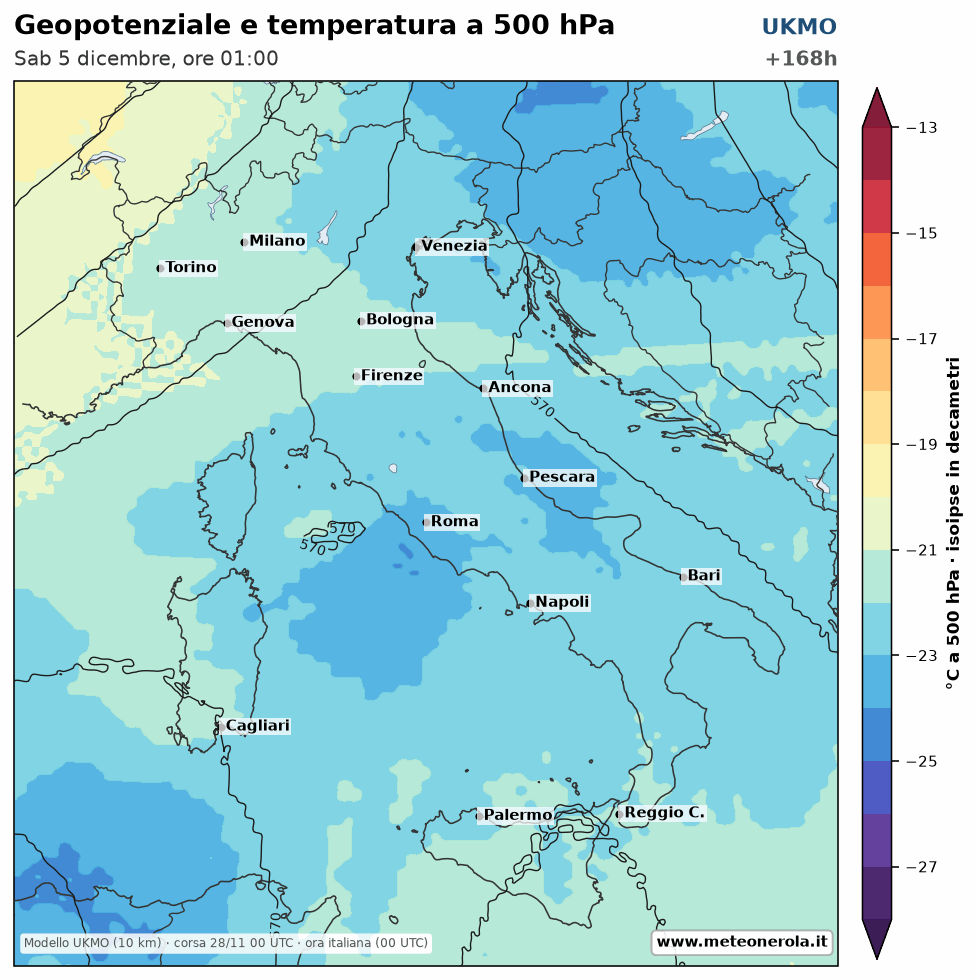 Geopotenziale e temperatura a 500 hPa
UKMO
Sab 5 dicembre, ore 01:00
+168h
Milano
Venezia
Torino
Genova
Bologna
Firenze
Ancona
570
Pescara
Roma
570
570
Bari
Napoli
Cagliari
Palermo
Reggio C.
570
Modello UKMO (10 km) · corsa 28/11 00 UTC · ora italiana (00 UTC)
www.meteonerola.it
−13
−15
−17
−19
−21
−23
−25
−27
°C a 500 hPa · isoipse in decametri